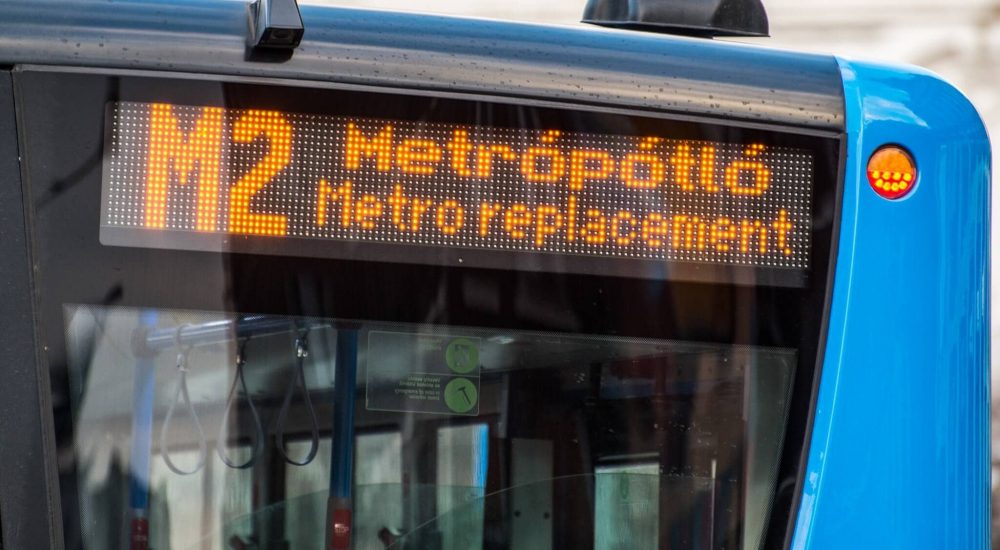 M2
Metrópótló
Metro replacement